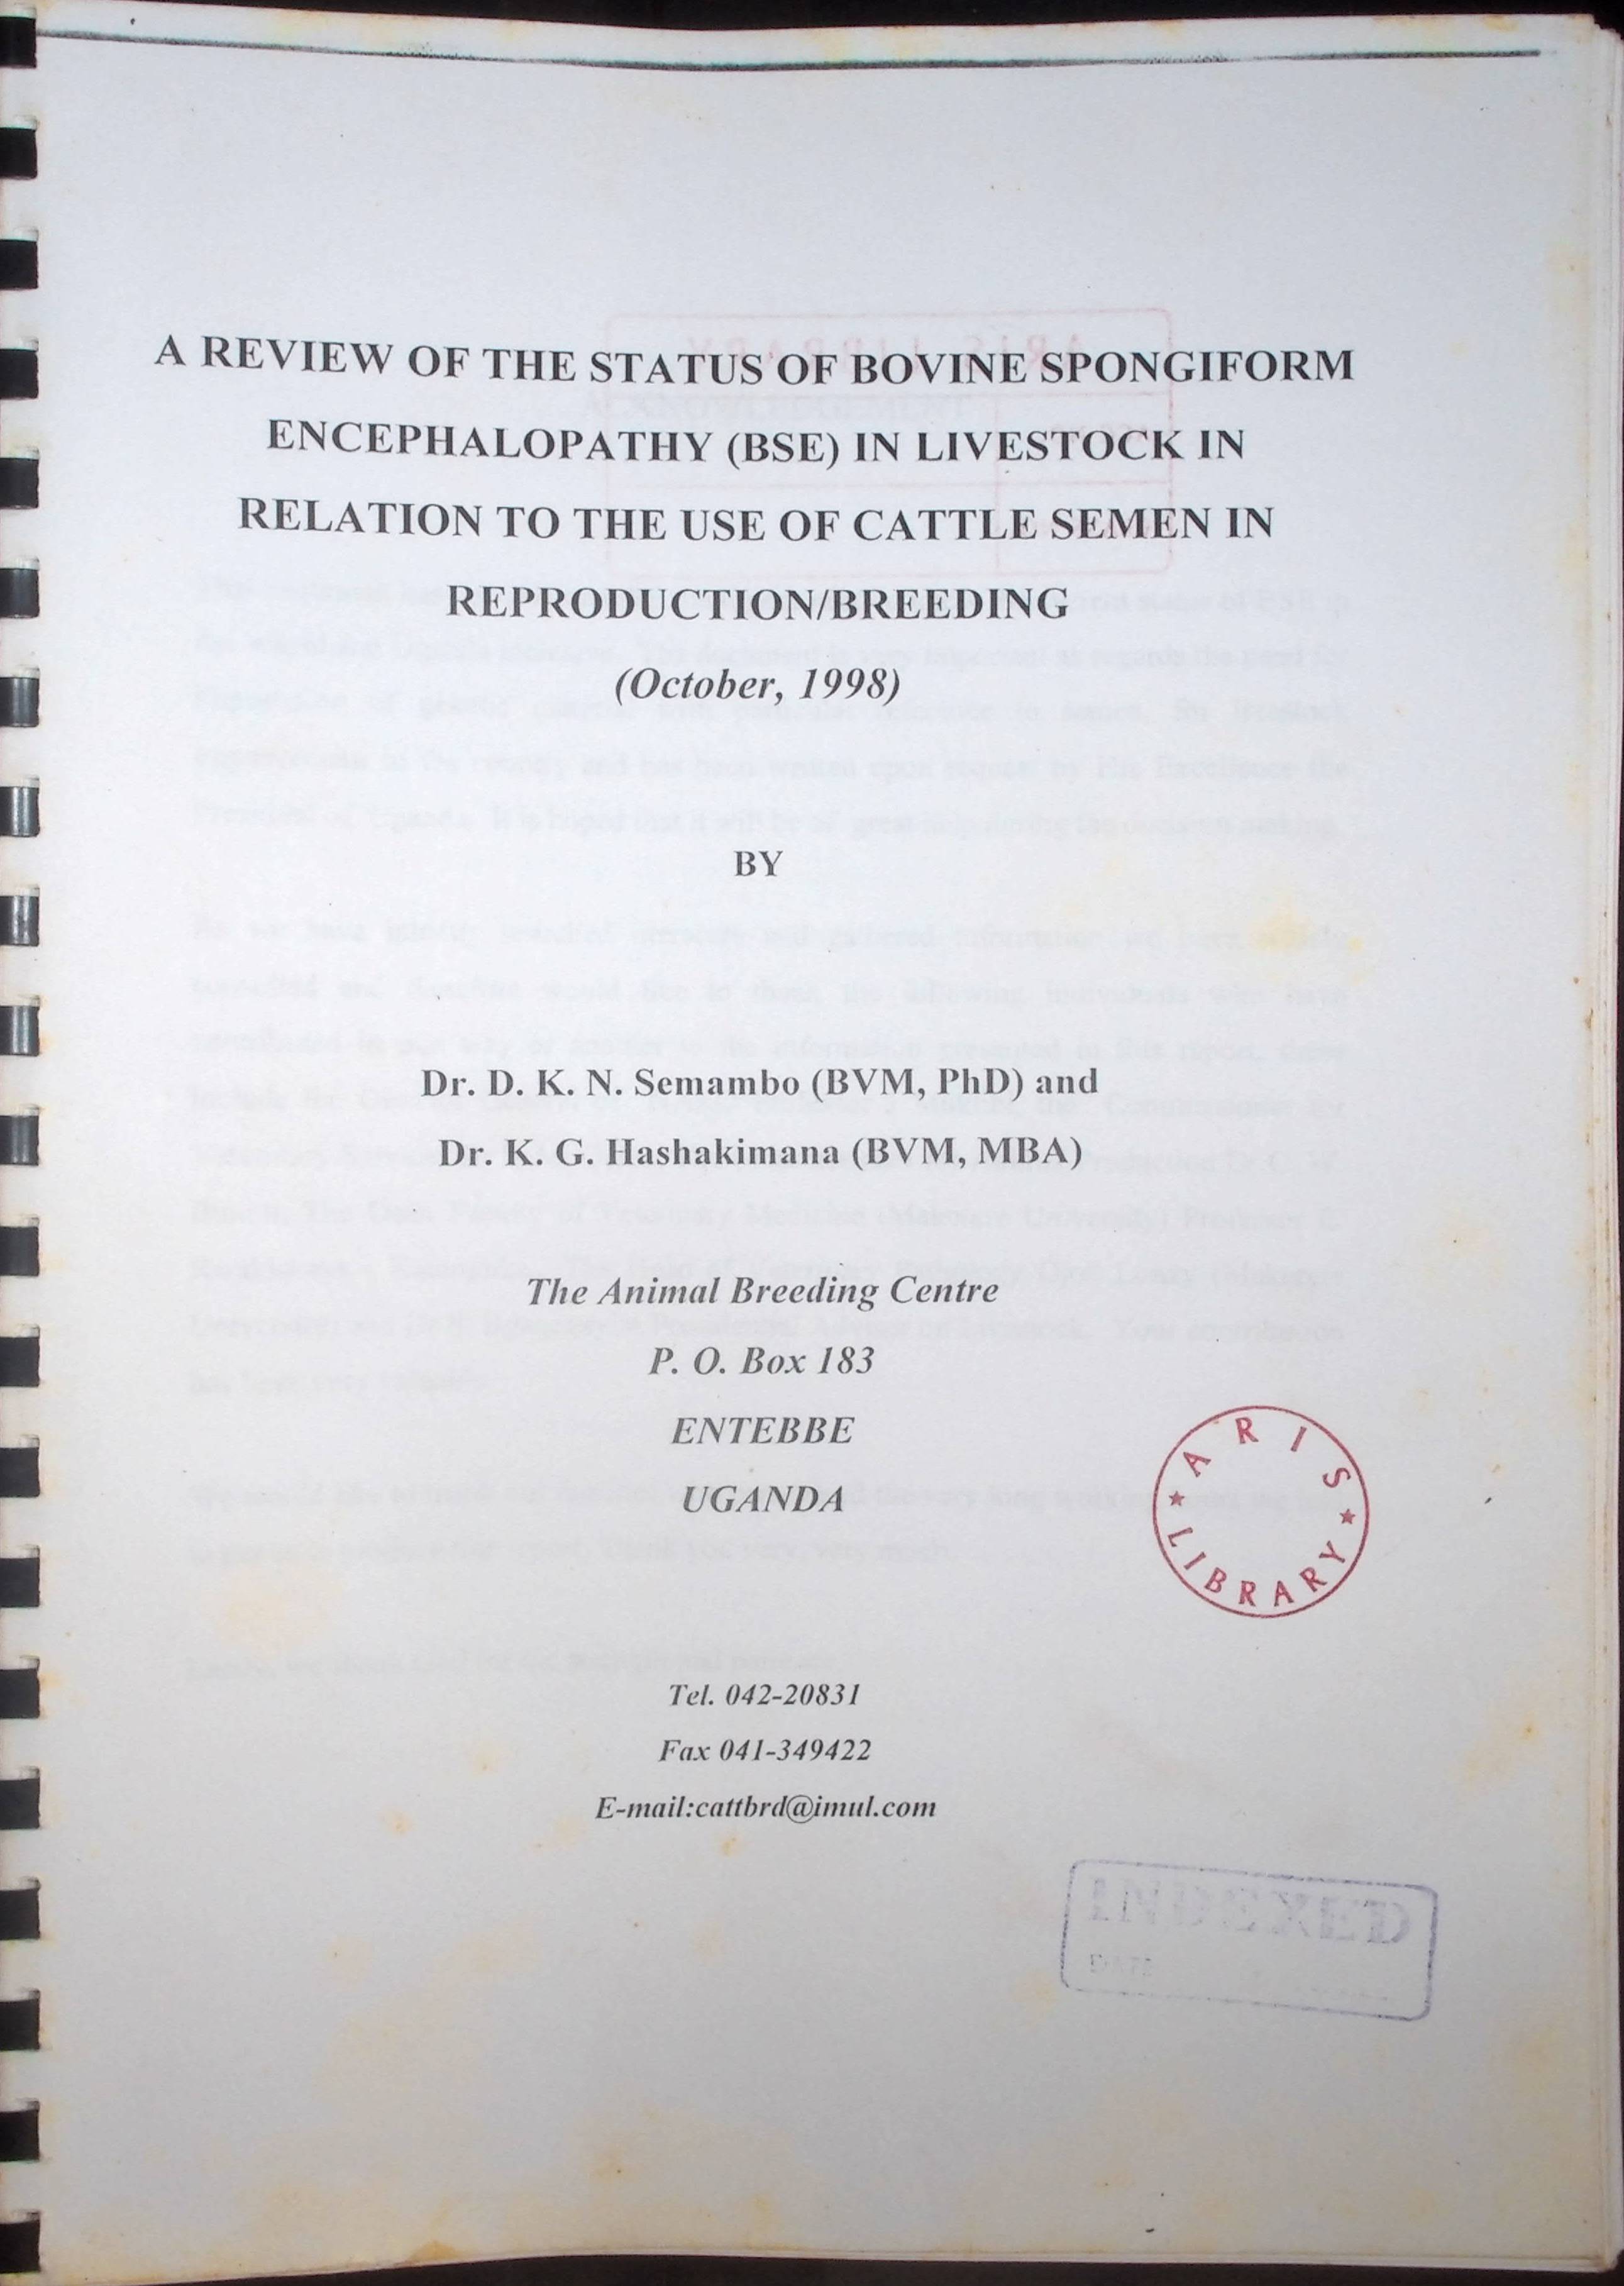 A REVIEW OF THE STATUS OF BOVINE SPONGIFORM
ENCEPHALOPATHY (BSE) IN LIVESTOCK IN
RELATION TO THE USE OF CATTLE SEMEN IN
REPRODUCTION/BREEDING
(October, 1998)
BY
Dr. D. K. N. Semambo (BVM, PhD) and
Dr. K. G. Hashakimana (BVM, MBA)
The Animal Breeding Centre
P. O. Box 183
ENTEBBE
UGANDA
ARIS
LIBRARY
Tel. 042-20831
Fax 041-349422
E-mail:cattbrd@imul.com
INDEXED
DATE